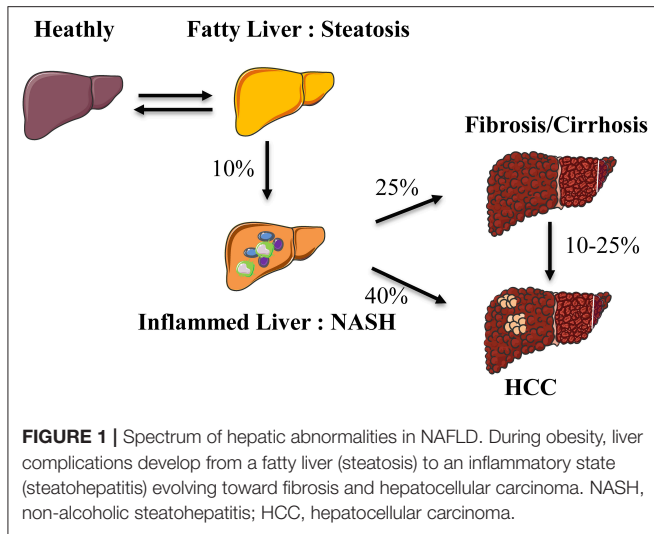 Heathly
Fatty Liver : Steatosis
Fibrosis/Cirrhosis
10%
25%
10-25%
40%
Inflammed Liver : NASH
HCC
FIGURE 1 | Spectrum of hepatic abnormalities in NAFLD. During obesity, liver
complications develop from a fatty liver (steatosis) to an inflammatory state
(steatohepatitis) evolving toward fibrosis and hepatocellular carcinoma. NASH,
non-alcoholic steatohepatitis; HCC, hepatocellular carcinoma.